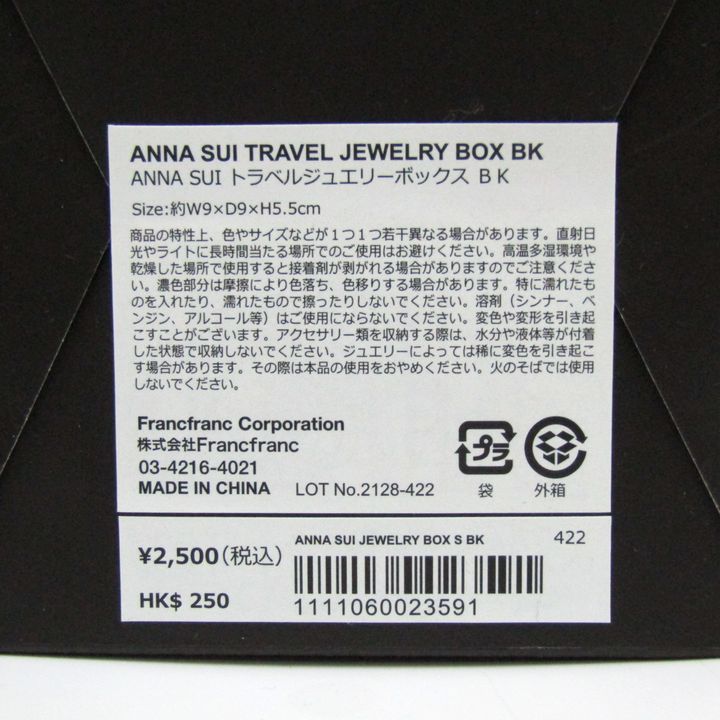 ANNA SUI TRAVEL JEWELRY BOX BK
ANNA SUI トラベルジュエリーボックス ＢＫ
Size:約W9×D9×H5.5cm
商品の特性上、色やサイズなどが１つ１つ若干異なる場合があります。直射日
光やライトに長時間当たる場所でのご使用はお避けください。高温多湿環境や
乾燥した場所で使用すると接着剤が剥がれる場合がありますのでご注意くださ
い。濃色部分は摩擦により色落ち、色移りする場合があります。特に濡れたも
のを入れたり、濡れたもので擦ったりしないでください。溶剤（シンナー、ベ
ンジン、アルコール等）はご使用にならないでください。変色や変形を引き起
こすことがございます。アクセサリー類を収納する際は、水分や液体等が付着
した状態で収納しないでください。ジュエリーによっては稀に変色を引き起こ
す場合があります。その際は本品の使用をおやめください。火のそばでは使用
しないでください。
Francfranc Corporation
株式会社Francfranc
03-4216-4021
MADE IN CHINA LOT No.2128-422
プラ
袋 外箱
ANNA SUI JEWELRY BOX S BK 422
¥2,500(税込)
HK$ 250
1111060023591